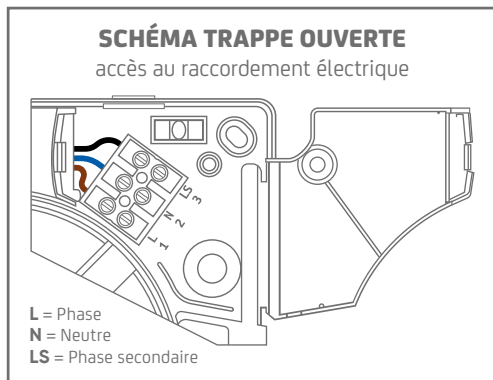 SCHÉMA TRAPPE OUVERTE
accès au raccordement électrique
LS
3
N
2
L
1
L = Phase
N = Neutre
LS = Phase secondaire